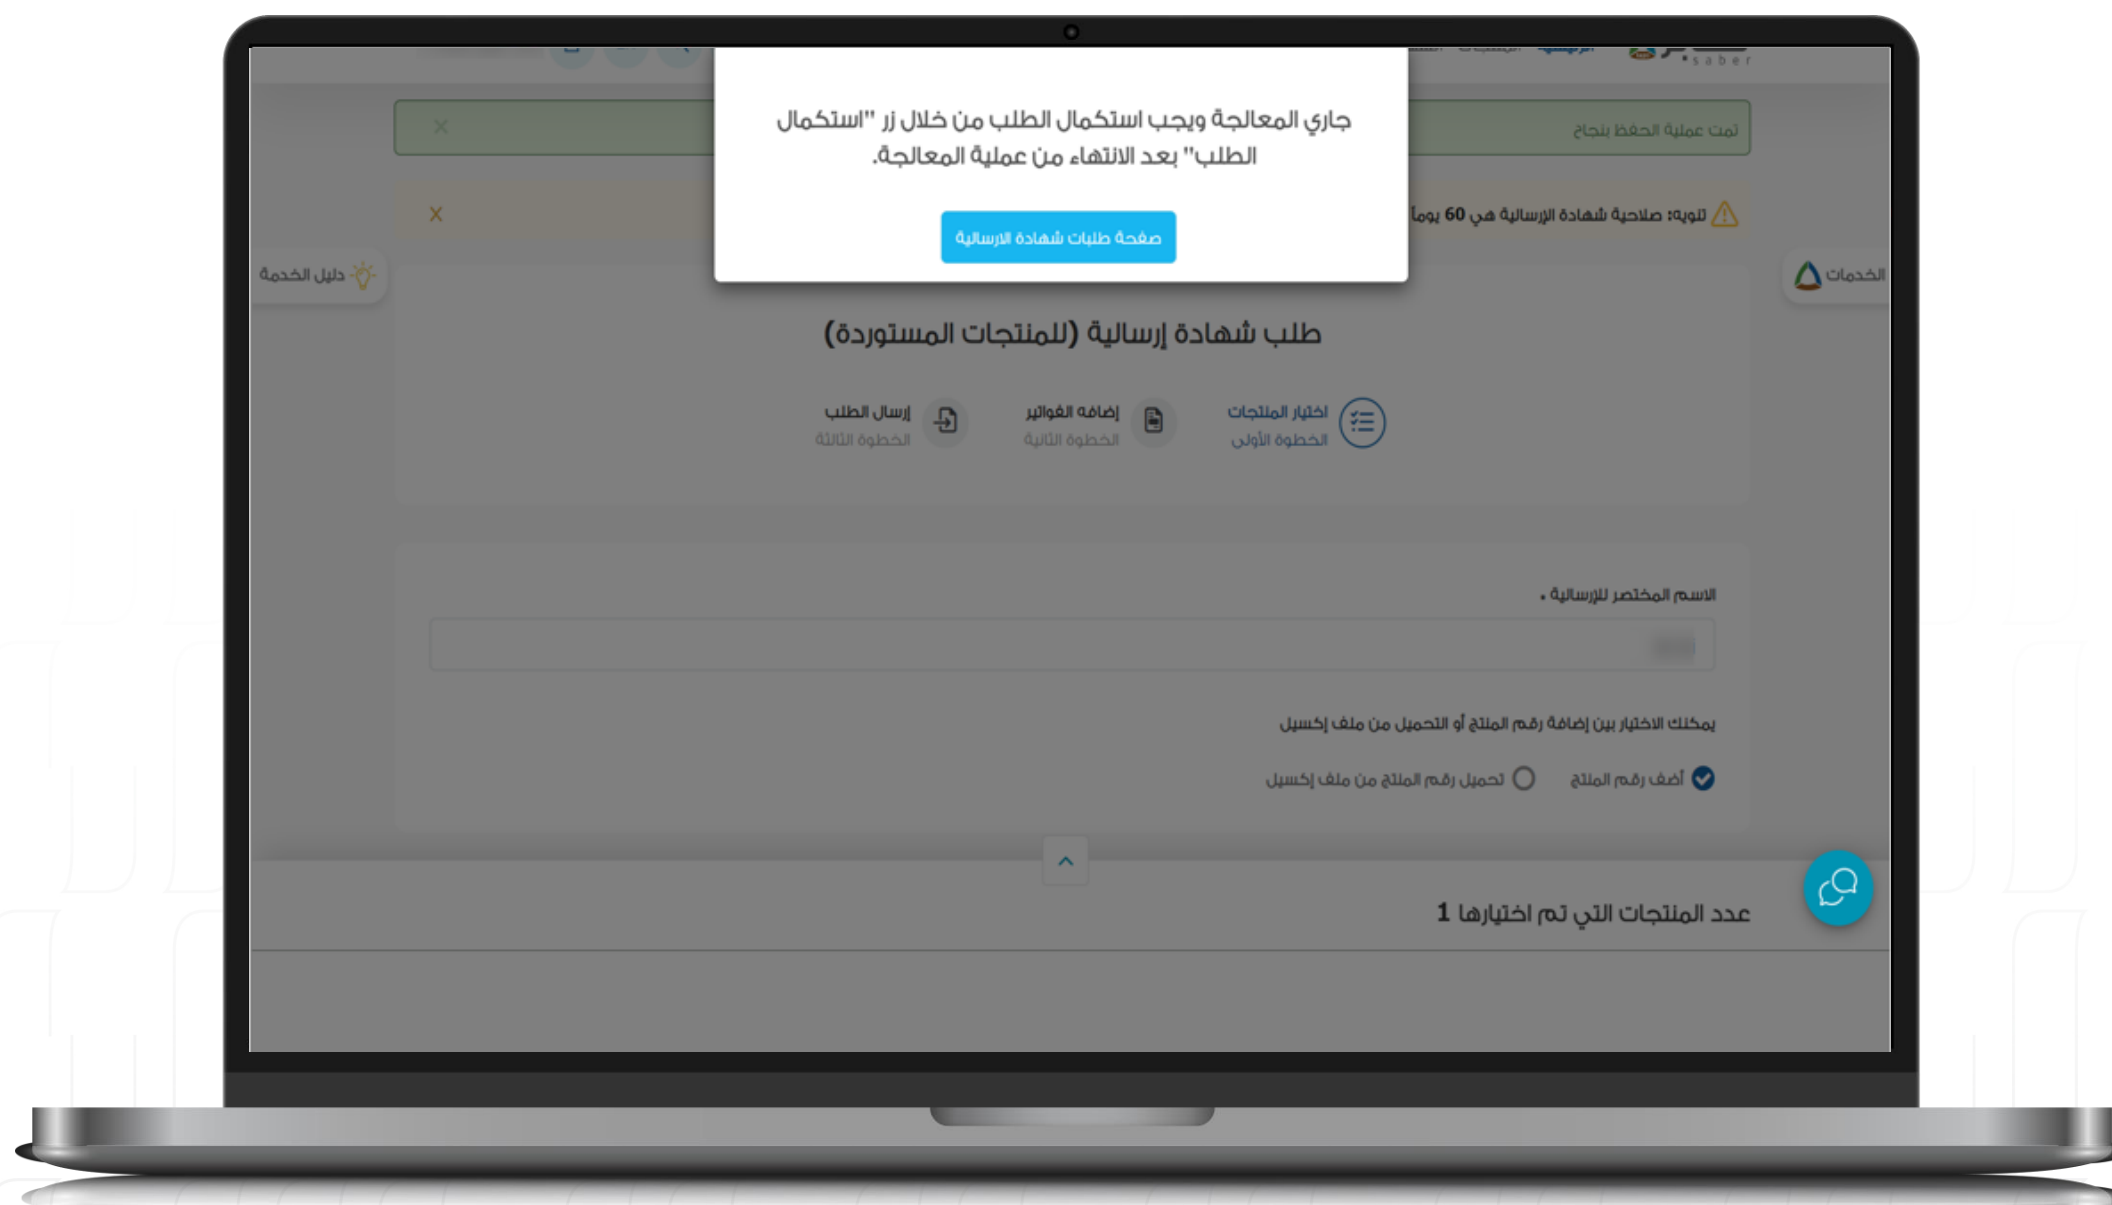 saber
الرئيسية
تمت عملية الحفظ بنجاح
جاري المعالجة ويجب استكمال الطلب من خلال زر "استكمال
الطلب" بعد الانتهاء من عملية المعالجة.
صفحة طلبات شهادة الارسالية
تنويه: صلاحية شهادة الإرسالية هي 60 يوماً
الخدمات
دليل الخدمة
طلب شهادة إرسالية (للمنتجات المستوردة)
اختيار المنتجات
الخطوة الأولى
إضافه الفواتير
الخطوة الثانية
إرسال الطلب
الخطوة الثالثة
الاسم المختصر للإرسالية
يمكنك الاختيار بين إضافة رقم المنتج أو التحميل من ملف إكسيل
أضف رقم المنتج
تحميل رقم المنتج من ملف إكسيل
عدد المنتجات التي تم اختيارها 1